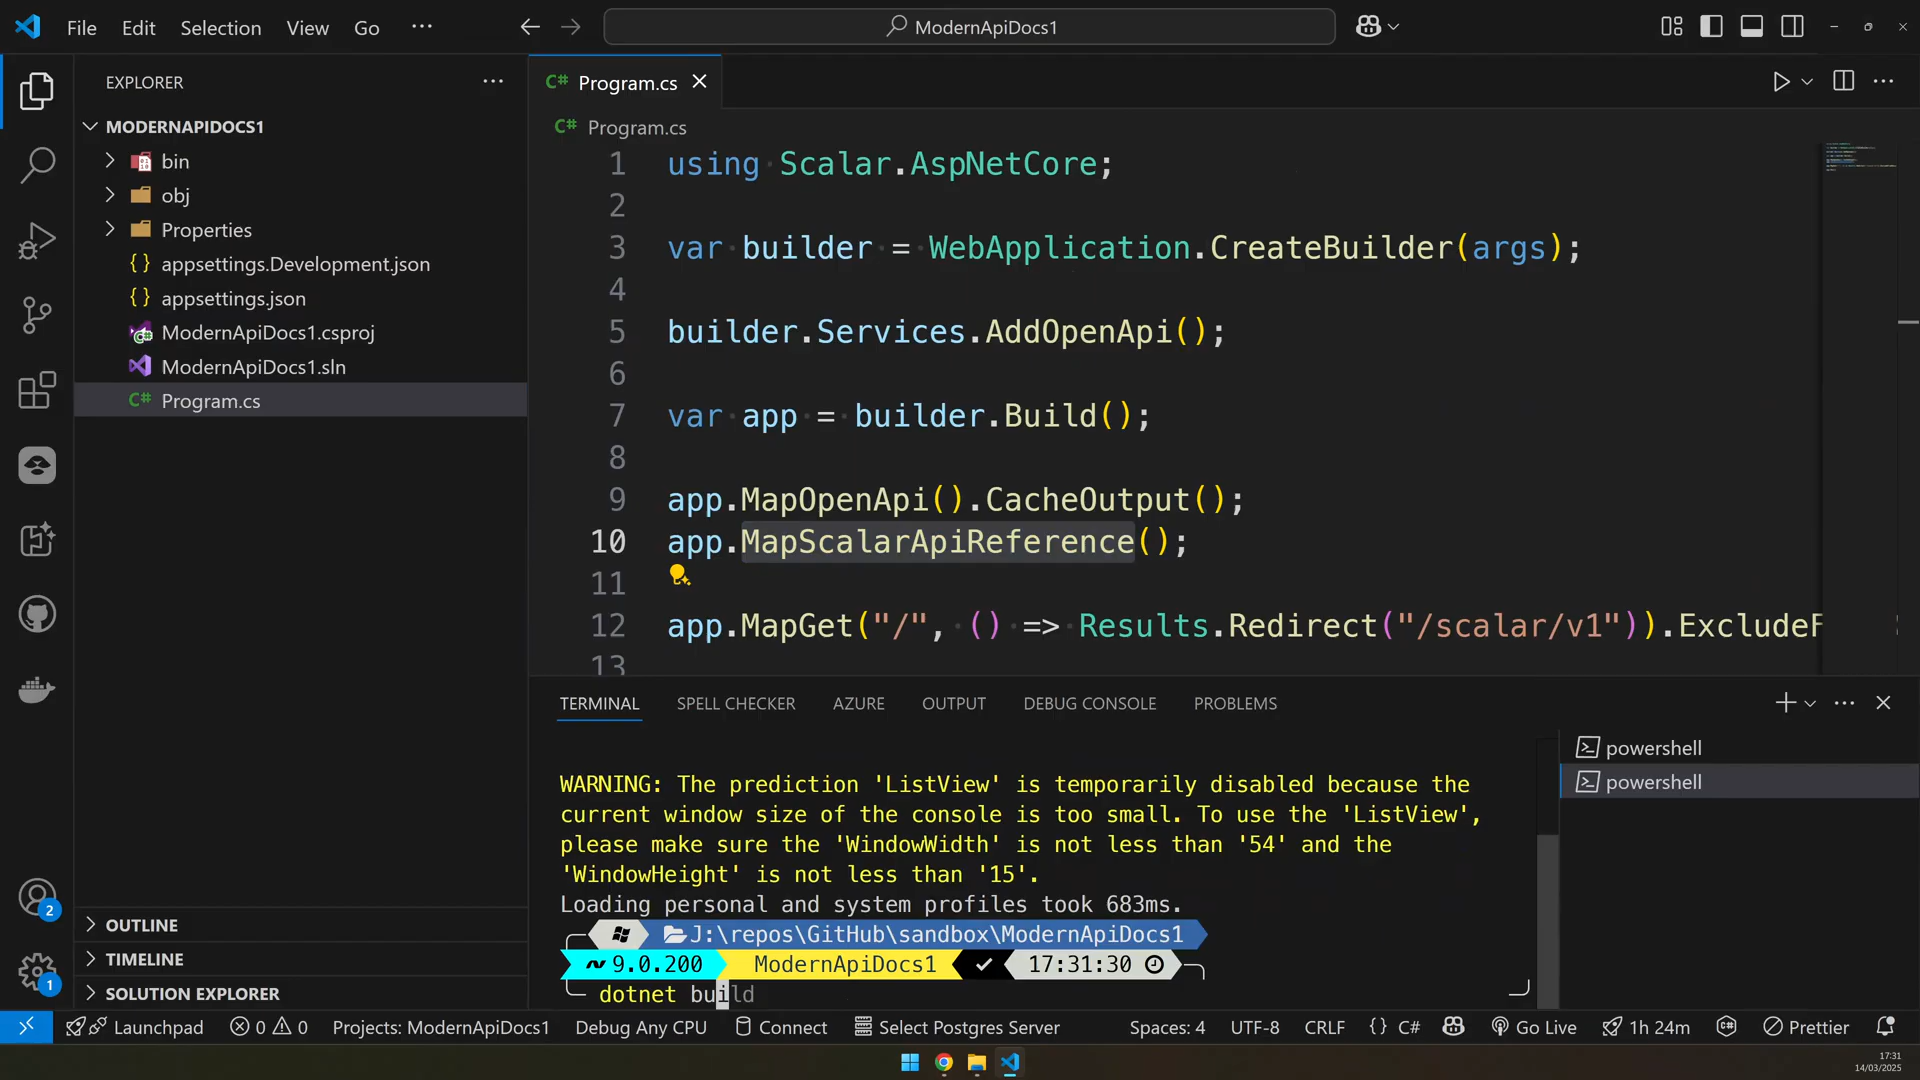 File Edit Selection View Go ···
ModernApiDocs1
EXPLORER
MODERNAPIDOCS1
bin
obj
Properties
{} appsettings.Development.json
{} appsettings.json
ModernApiDocs1.csproj
ModernApiDocs1.sln
C# Program.cs
OUTLINE
TIMELINE
SOLUTION EXPLORER
2
1
C# Program.cs
C# Program.cs
1 using Scalar.AspNetCore;
2
3 var builder = WebApplication.CreateBuilder(args);
4
5 builder.Services.AddOpenApi();
6
7 var app = builder.Build();
8
9 app.MapOpenApi().CacheOutput();
10 app.MapScalarApiReference();
11
12 app.MapGet("/", () => Results.Redirect("/scalar/v1")).ExcludeF
13
TERMINAL SPELL CHECKER AZURE OUTPUT DEBUG CONSOLE PROBLEMS
WARNING: The prediction 'ListView' is temporarily disabled because the
current window size of the console is too small. To use the 'ListView',
please make sure the 'WindowWidth' is not less than '54' and the
'WindowHeight' is not less than '15'.
Loading personal and system profiles took 683ms.
J:\repos\GitHub\sandbox\ModernApiDocs1
9.0.200 ModernApiDocs1 17:31:30
dotnet build
powershell
powershell
Launchpad 0 0 Projects: ModernApiDocs1 Debug Any CPU Connect Select Postgres Server Spaces: 4 UTF-8 CRLF {} C# Go Live 1h 24m Prettier
17:31
14/03/2025